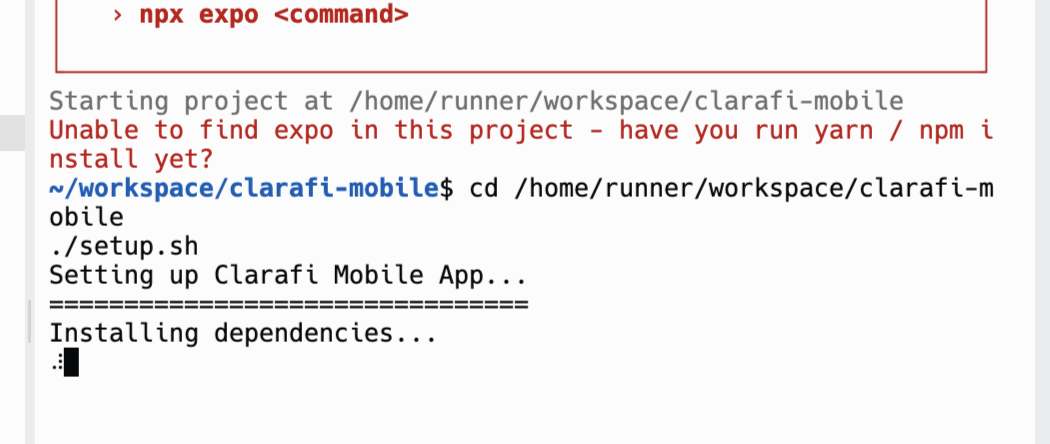 › npx expo <command>
Starting project at /home/runner/workspace/clarafi-mobile
Unable to find expo in this project - have you run yarn / npm i
nstall yet?
~/workspace/clarafi-mobile$ cd /home/runner/workspace/clarafi-m
obile
./setup.sh
Setting up Clarafi Mobile App...
================================
Installing dependencies...